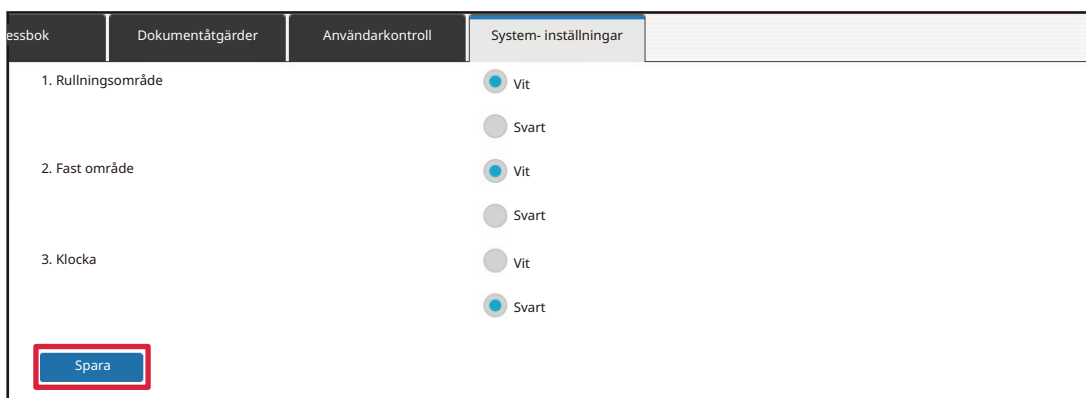 essbok Dokumentåtgärder Användarkontroll System- inställningar
1. Rullningsområde Vit
Svart
2. Fast område Vit
Svart
3. Klocka Vit
Svart
Spara